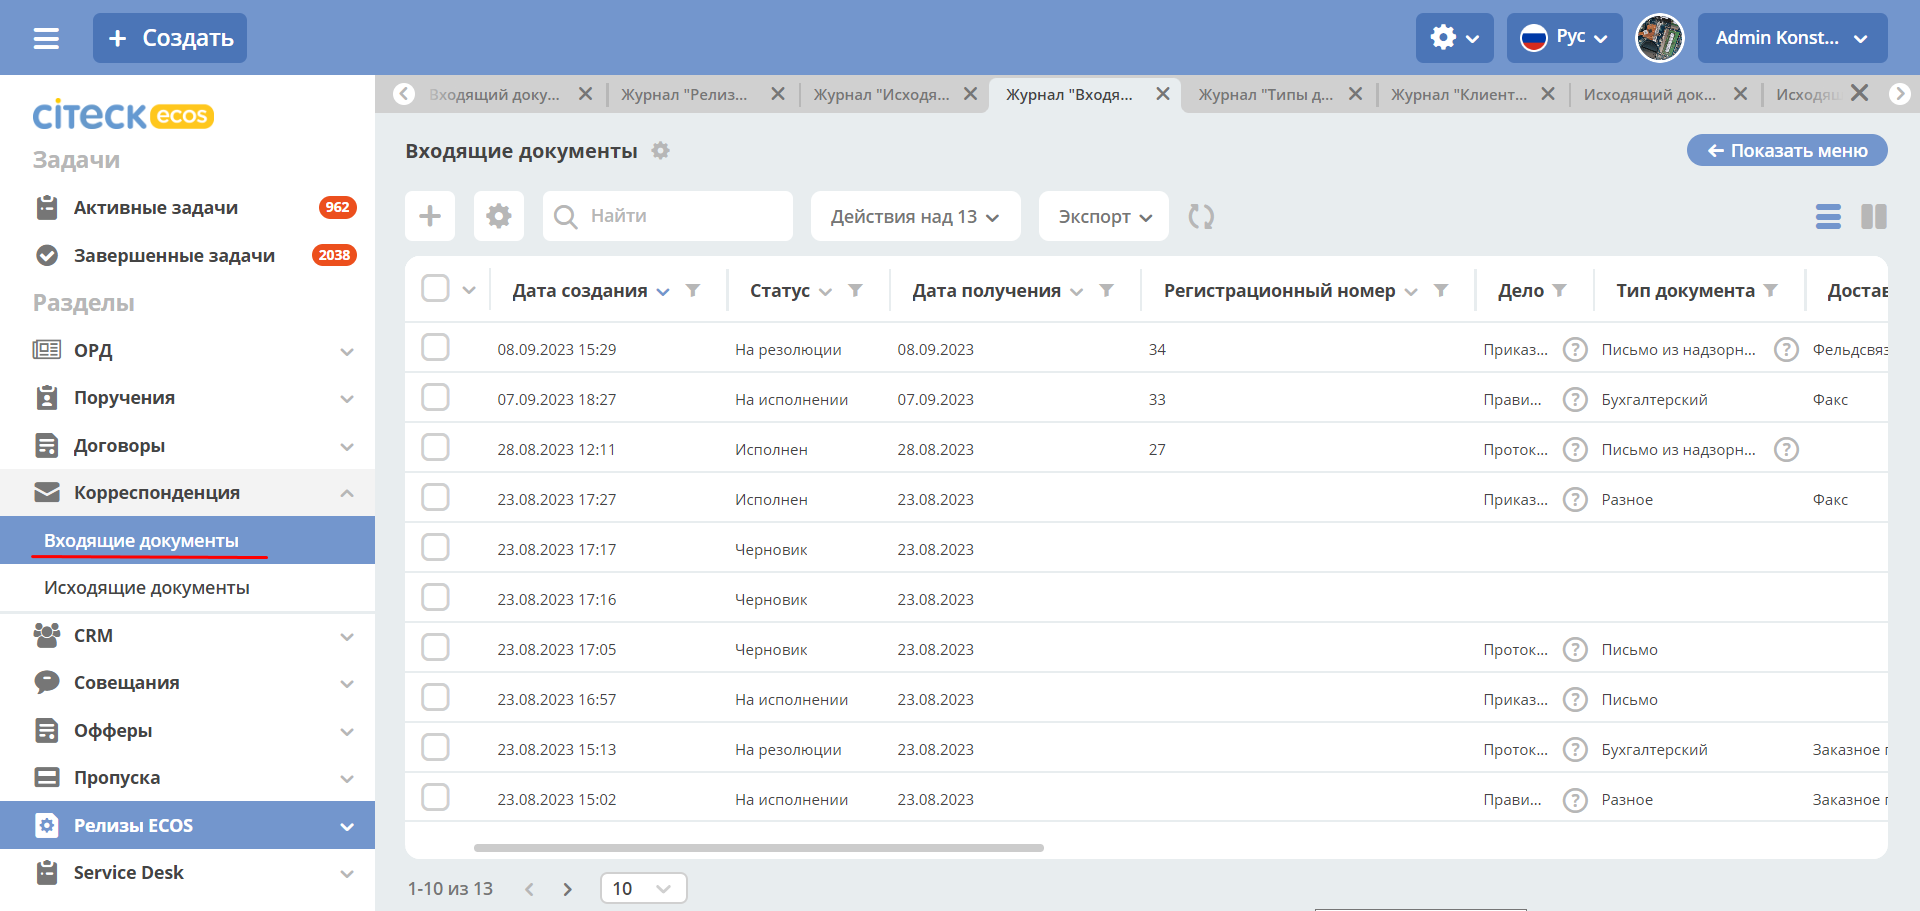 + Создать
Рус
Admin Konst...
citeck ecos
Задачи
Активные задачи 962
Завершенные задачи 2038
Разделы
ОРД
Поручения
Договоры
Корреспонденция
Входящие документы
Исходящие документы
CRM
Совещания
Офферы
Пропуска
Релизы ECOS
Service Desk
Входящий доку...
Журнал "Релиз...
Журнал "Исходя...
Журнал "Входя...
Журнал "Типы д...
Журнал "Клиент...
Исходящий док...
Входящие документы
Показать меню
Найти
Действия над 13
Экспорт
Дата создания Статус Дата получения Регистрационный номер Дело Тип документа Достав
08.09.2023 15:29 На резолюции 08.09.2023 34 Приказ... ? Письмо из надзорн... ? Фельдсвяз
07.09.2023 18:27 На исполнении 07.09.2023 33 Прави... ? Бухгалтерский Факс
28.08.2023 12:11 Исполнен 28.08.2023 27 Проток... ? Письмо из надзорн... ?
23.08.2023 17:27 Исполнен 23.08.2023 Приказ... ? Разное Факс
23.08.2023 17:17 Черновик 23.08.2023
23.08.2023 17:16 Черновик 23.08.2023
23.08.2023 17:05 Черновик 23.08.2023 Проток... ? Письмо
23.08.2023 16:57 На исполнении 23.08.2023 Приказ... ? Письмо
23.08.2023 15:13 На резолюции 23.08.2023 Проток... ? Бухгалтерский Заказное
23.08.2023 15:02 На исполнении 23.08.2023 Прави... ? Разное Заказное
1-10 из 13 10